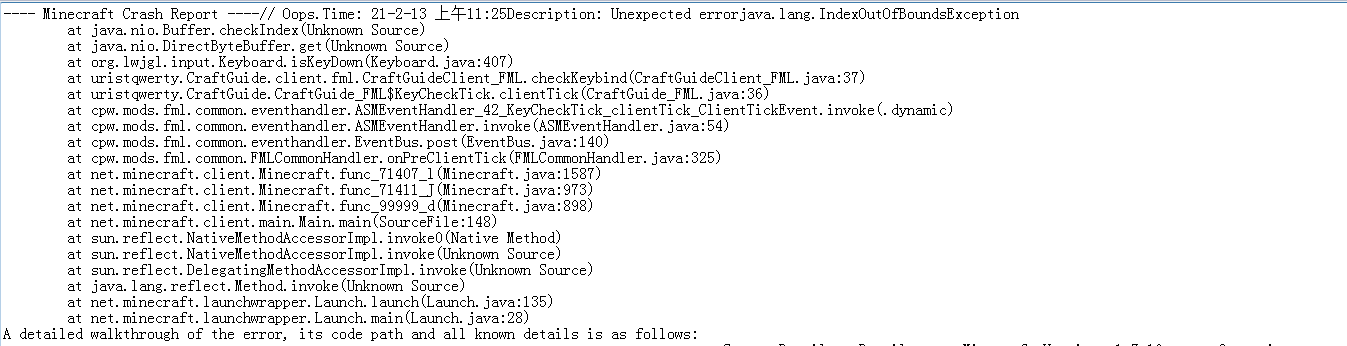 ---- Minecraft Crash Report ----// Oops.Time: 21-2-13 上午11:25Description: Unexpected errorjava.lang.IndexOutOfBoundsException
at java.nio.Buffer.checkIndex(Unknown Source)
at java.nio.DirectByteBuffer.get(Unknown Source)
at org.lwjgl.input.Keyboard.isKeyDown(Keyboard.java:407)
at uristqwerty.CraftGuide.client.fml.CraftGuideClient_FML.checkKeybind(CraftGuideClient_FML.java:37)
at uristqwerty.CraftGuide.CraftGuide_FML$KeyCheckTick.clientTick(CraftGuide_FML.java:36)
at cpw.mods.fml.common.eventhandler.ASMEventHandler_42_KeyCheckTick_clientTick_ClientTickEvent.invoke(.dynamic)
at cpw.mods.fml.common.eventhandler.ASMEventHandler.invoke(ASMEventHandler.java:54)
at cpw.mods.fml.common.eventhandler.EventBus.post(EventBus.java:140)
at cpw.mods.fml.common.FMLCommonHandler.onPreClientTick(FMLCommonHandler.java:325)
at net.minecraft.client.Minecraft.func_71407_l(Minecraft.java:1587)
at net.minecraft.client.Minecraft.func_71411_J(Minecraft.java:973)
at net.minecraft.client.Minecraft.func_99999_d(Minecraft.java:898)
at net.minecraft.client.main.Main.main(SourceFile:148)
at sun.reflect.NativeMethodAccessorImpl.invoke0(Native Method)
at sun.reflect.NativeMethodAccessorImpl.invoke(Unknown Source)
at sun.reflect.DelegatingMethodAccessorImpl.invoke(Unknown Source)
at java.lang.reflect.Method.invoke(Unknown Source)
at net.minecraft.launchwrapper.Launch.launch(Launch.java:135)
at net.minecraft.launchwrapper.Launch.main(Launch.java:28)
A detailed walkthrough of the error, its code path and all known details is as follows: